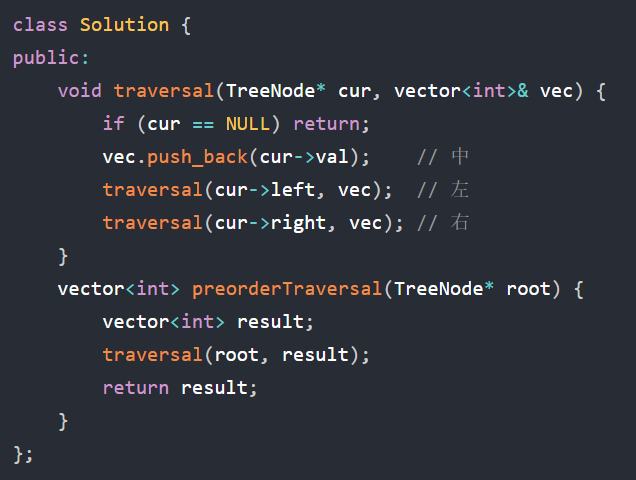 class Solution {
public:
    void traversal(TreeNode* cur, vector<int>& vec) {
        if (cur == NULL) return;
        vec.push_back(cur->val);    // 中
        traversal(cur->left, vec);  // 左
        traversal(cur->right, vec); // 右
    }
    vector<int> preorderTraversal(TreeNode* root) {
        vector<int> result;
        traversal(root, result);
        return result;
    }
};